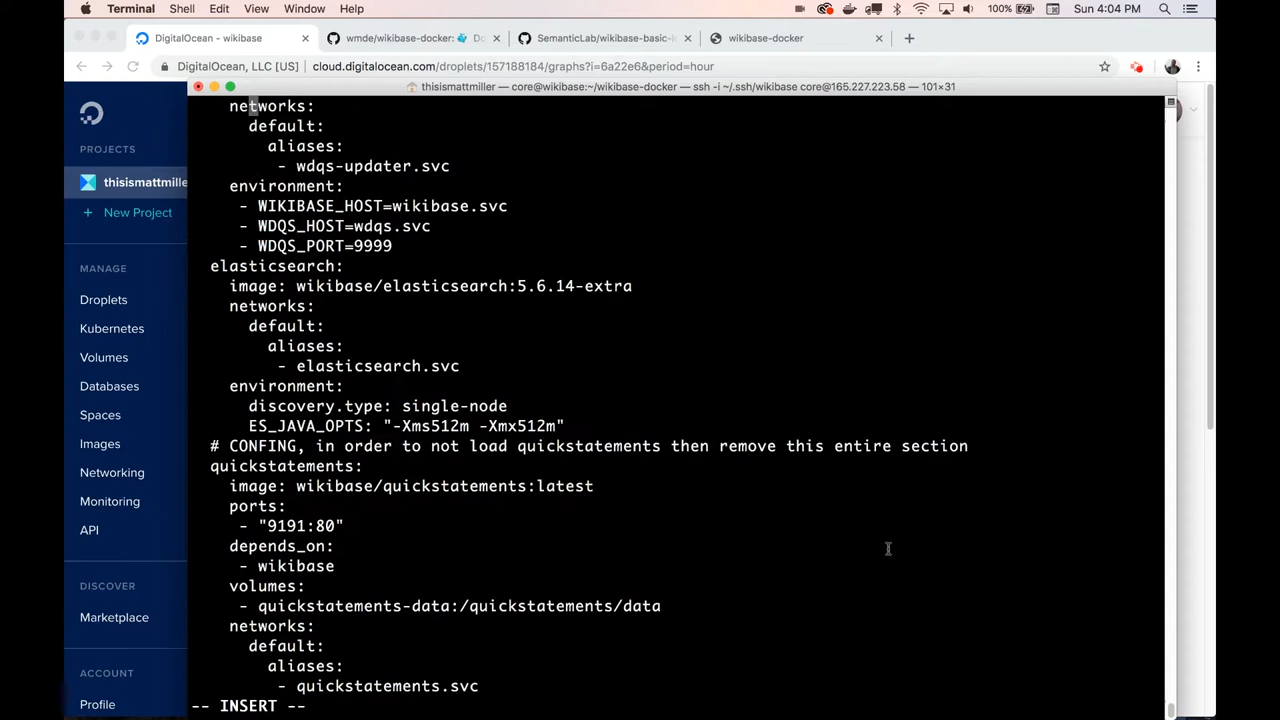 Terminal Shell Edit View Window Help 100% Sun 4:04 PM
DigitalOcean - wikibase × wmde/wikibase-docker: × SemanticLab/wikibase-basic- × wikibase-docker × +
DigitalOcean, LLC [US] cloud.digitalocean.com/droplets/157188184/graphs?i=6a22e6&period=hour
thisismattmiller — core@wikibase:~/wikibase-docker — ssh -i ~/.ssh/wikibase core@165.227.223.58 — 101×31
PROJECTS
thisismattmille
+ New Project
MANAGE
Droplets
Kubernetes
Volumes
Databases
Spaces
Images
Networking
Monitoring
API
DISCOVER
Marketplace
ACCOUNT
Profile
networks:
default:
aliases:
- wdqs-updater.svc
environment:
- WIKIBASE_HOST=wikibase.svc
- WDQS_HOST=wdqs.svc
- WDQS_PORT=9999
elasticsearch:
image: wikibase/elasticsearch:5.6.14-extra
networks:
default:
aliases:
- elasticsearch.svc
environment:
discovery.type: single-node
ES_JAVA_OPTS: "-Xms512m -Xmx512m"
# CONFING, in order to not load quickstatements then remove this entire section
quickstatements:
image: wikibase/quickstatements:latest
ports:
- "9191:80"
depends_on:
- wikibase
volumes:
- quickstatements-data:/quickstatements/data
networks:
default:
aliases:
- quickstatements.svc
-- INSERT --